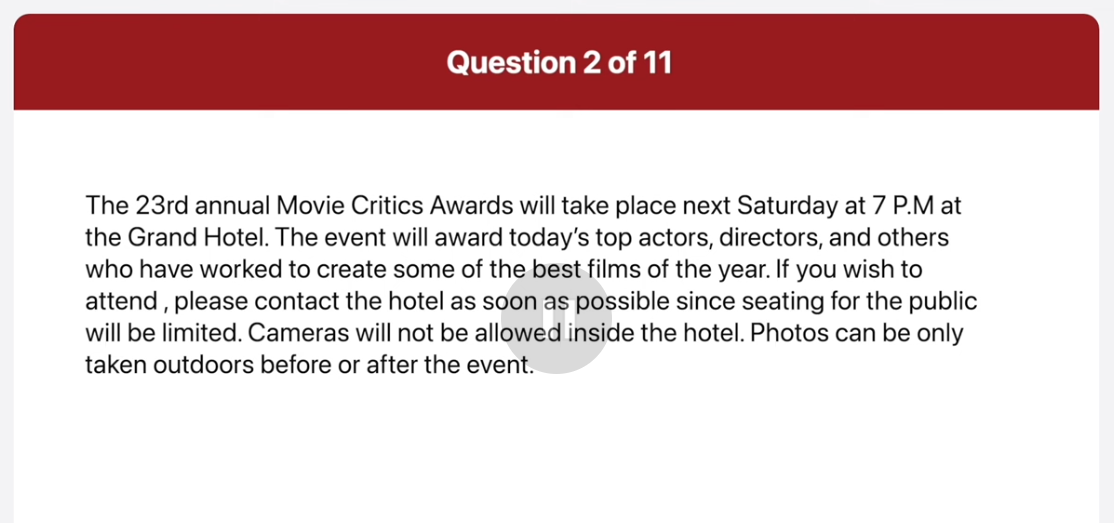 Question 2 of 11
The 23rd annual Movie Critics Awards will take place next Saturday at 7 P.M at
the Grand Hotel. The event will award today's top actors, directors, and others
who have worked to create some of the best films of the year. If you wish to
attend , please contact the hotel as soon as possible since seating for the public
will be limited. Cameras will not be allowed inside the hotel. Photos can be only
taken outdoors before or after the event.